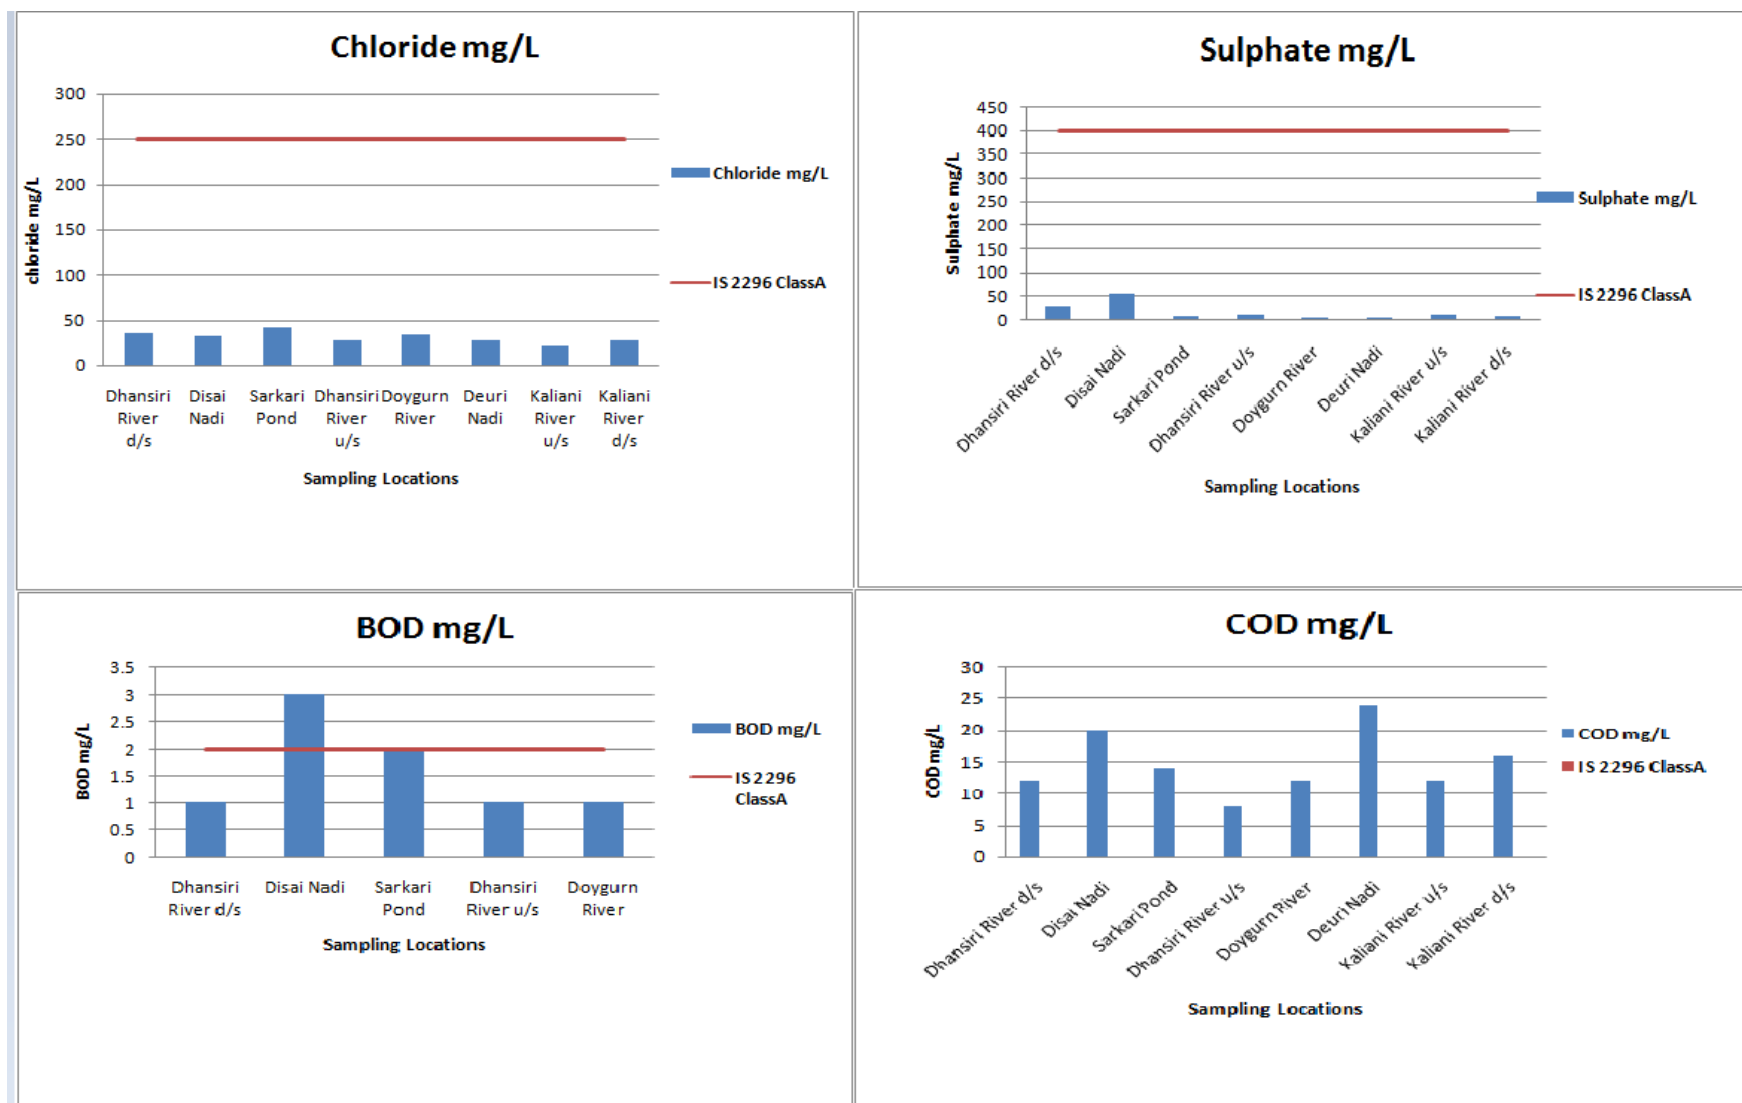 Chloride mg/L
300
250
200
150
100
50
0
chloride mg/L
Dhansiri River d/s
Disai Nadi
Sarkari Pond
Dhansiri River u/s
Doygurn River
Deuri Nadi
Kaliani River u/s
Kaliani River d/s
Sampling Locations
Chloride mg/L
IS 2296 ClassA
Sulphate mg/L
450
400
350
300
250
200
150
100
50
0
Sulphate mg/L
Dhansiri River d/s
Disai Nadi
Sarkari Pond
Dhansiri River u/s
Doygurn River
Deuri Nadi
Kaliani River u/s
Kaliani River d/s
Sampling Locations
Sulphate mg/L
IS 2296 ClassA
BOD mg/L
3.5
3
2.5
2
1.5
1
0.5
0
BOD mg/L
Dhansiri River d/s
Disai Nadi
Sarkari Pond
Dhansiri River u/s
Doygurn River
Sampling Locations
BOD mg/L
IS 2296
ClassA
COD mg/L
30
25
20
15
10
5
0
COD mg/L
Dhansiri River d/s
Disai Nadi
Sarkari Pond
Dhansiri River u/s
Doygurn River
Deuri Nadi
Kaliani River u/s
Kaliani River d/s
Sampling Locations
COD mg/L
IS 2296 ClassA